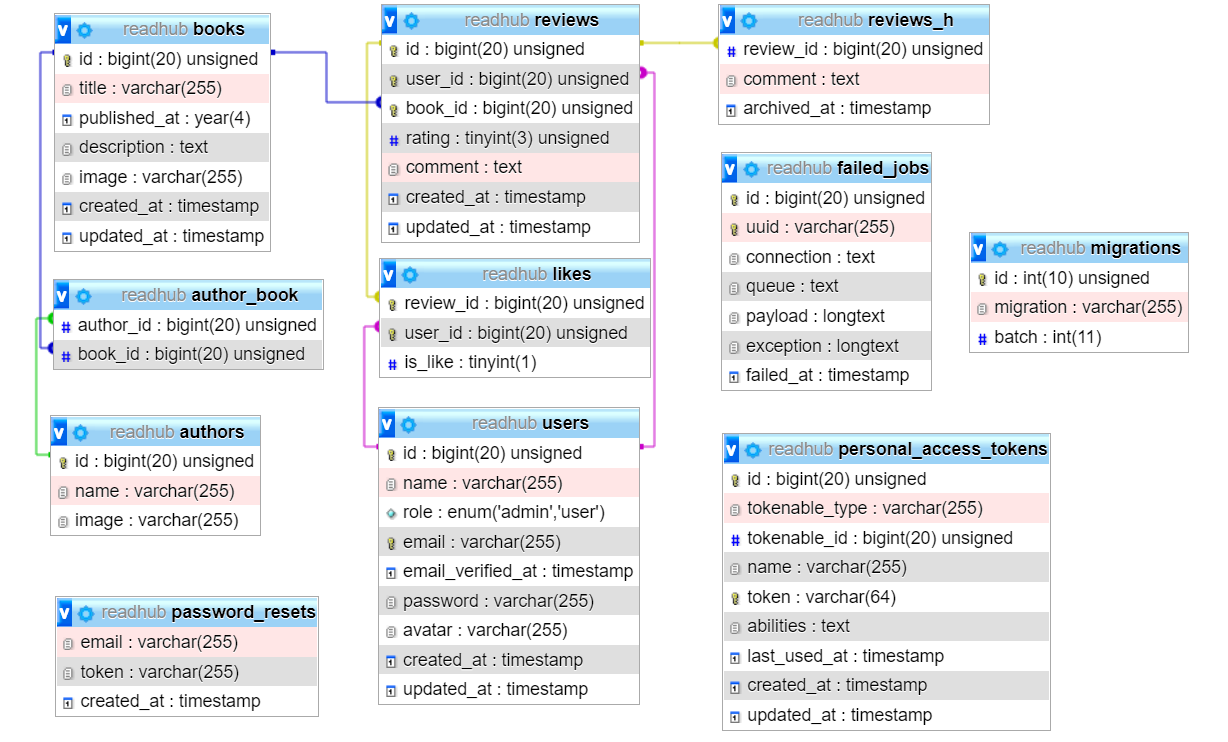 v readhub books
id : bigint(20) unsigned
title : varchar(255)
published_at : year(4)
description : text
image : varchar(255)
created_at : timestamp
updated_at : timestamp
v readhub author_book
# author_id : bigint(20) unsigned
# book_id : bigint(20) unsigned
v readhub authors
id : bigint(20) unsigned
name : varchar(255)
image : varchar(255)
v readhub password_resets
email : varchar(255)
token : varchar(255)
created_at : timestamp
v readhub reviews
id : bigint(20) unsigned
user_id : bigint(20) unsigned
book_id : bigint(20) unsigned
# rating : tinyint(3) unsigned
comment : text
created_at : timestamp
updated_at : timestamp
v readhub likes
review_id : bigint(20) unsigned
user_id : bigint(20) unsigned
# is_like : tinyint(1)
v readhub users
id : bigint(20) unsigned
name : varchar(255)
role : enum('admin','user')
email : varchar(255)
email_verified_at : timestamp
password : varchar(255)
avatar : varchar(255)
created_at : timestamp
updated_at : timestamp
v readhub reviews_h
# review_id : bigint(20) unsigned
comment : text
archived_at : timestamp
v readhub failed_jobs
id : bigint(20) unsigned
uuid : varchar(255)
connection : text
queue : text
payload : longtext
exception : longtext
failed_at : timestamp
v readhub migrations
id : int(10) unsigned
migration : varchar(255)
# batch : int(11)
v readhub personal_access_tokens
id : bigint(20) unsigned
tokenable_type : varchar(255)
# tokenable_id : bigint(20) unsigned
name : varchar(255)
token : varchar(64)
abilities : text
last_used_at : timestamp
created_at : timestamp
updated_at : timestamp